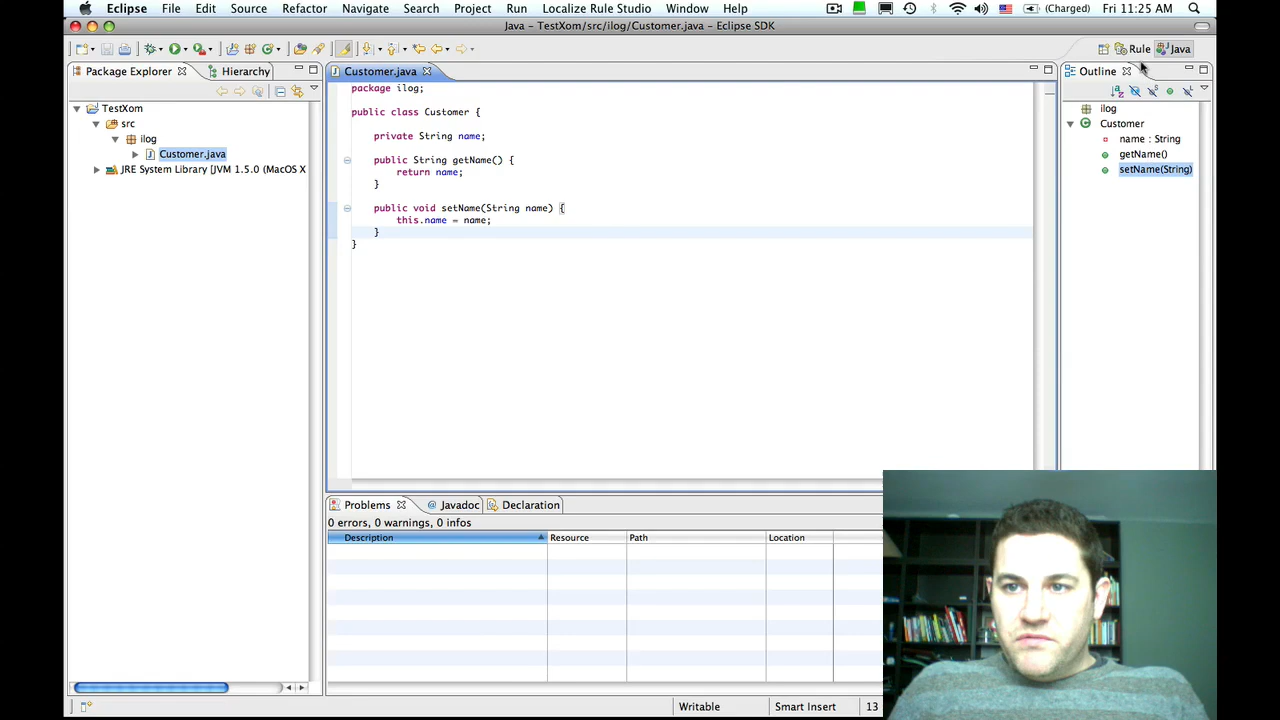 Eclipse File Edit Source Refactor Navigate Search Project Run Localize Rule Studio Window Help (Charged) Fri 11:25 AM
Java – TestXom/src/ilog/Customer.java – Eclipse SDK
Rule Java
Package Explorer Hierarchy
TestXom
src
ilog
Customer.java
JRE System Library [JVM 1.5.0 (MacOS X
Customer.java
package ilog;
public class Customer {
private String name;
public String getName() {
return name;
}
public void setName(String name) {
this.name = name;
}
}
Outline
ilog
Customer
name : String
getName()
setName(String)
Problems @ Javadoc Declaration
0 errors, 0 warnings, 0 infos
Description Resource Path Location
Writable Smart Insert 13